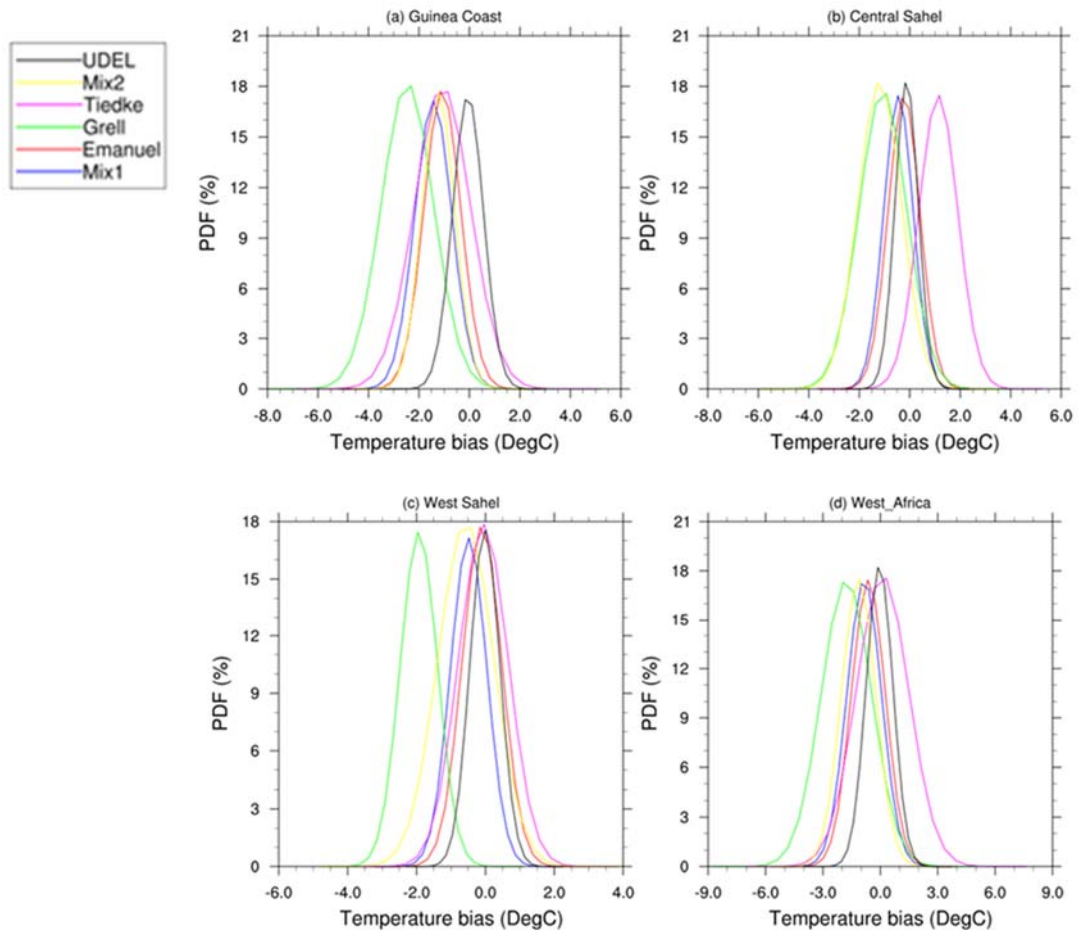 UDEL
Mix2
Tiedke
Grell
Emanuel
Mix1
(a) Guinea Coast
21
18
15
12
9
6
3
0
PDF (%)
-8.0 -6.0 -4.0 -2.0 0.0 2.0 4.0 6.0
Temperature bias (DegC)
(b) Central Sahel
21
18
15
12
9
6
3
0
PDF (%)
-8.0 -6.0 -4.0 -2.0 0.0 2.0 4.0 6.0
Temperature bias (DegC)
(c) West Sahel
18
15
12
9
6
3
0
PDF (%)
-6.0 -4.0 -2.0 0.0 2.0 4.0
Temperature bias (DegC)
(d) West_Africa
21
18
15
12
9
6
3
0
PDF (%)
-9.0 -6.0 -3.0 0.0 3.0 6.0 9.0
Temperature bias (DegC)